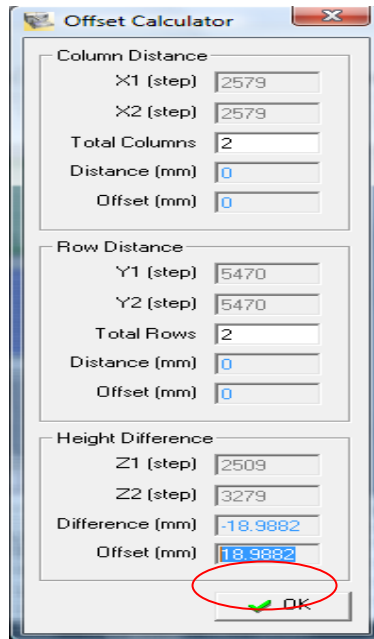 Offset Calculator
Column Distance
X1 (step) 2579
X2 (step) 2579
Total Columns 2
Distance (mm) 0
Offset (mm) 0
Row Distance
Y1 (step) 5470
Y2 (step) 5470
Total Rows 2
Distance (mm) 0
Offset (mm) 0
Height Difference
Z1 (step) 2509
Z2 (step) 3279
Difference (mm) -18.9882
Offset (mm) 18.9882
OK